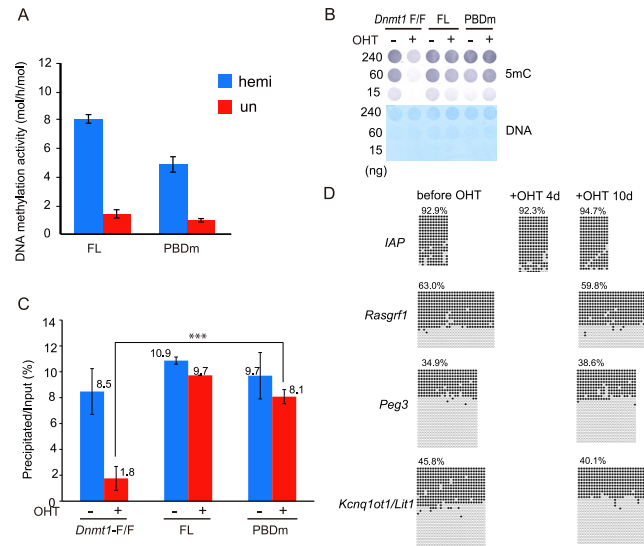 A
DNA methylation activity (mol/h/mol)
12
10
8
6
4
2
0
hemi
un
FL
PBDm
B
Dnmt1 F/F FL PBDm
OHT - + - + - +
240
60
15
5mC
240
60
15
DNA
(ng)
C
Precipitated/Input (%)
14
12
10
8
6
4
2
0
***
8.5
1.8
10.9
9.7
9.7
8.1
- + - + - +
OHT
Dnmt1-F/F FL PBDm
D
before OHT +OHT 4d +OHT 10d
92.9% 92.3% 94.7%
IAP
63.0% 59.8%
Rasgrf1
34.9% 38.6%
Peg3
45.8% 40.1%
Kcnq1ot1/Lit1